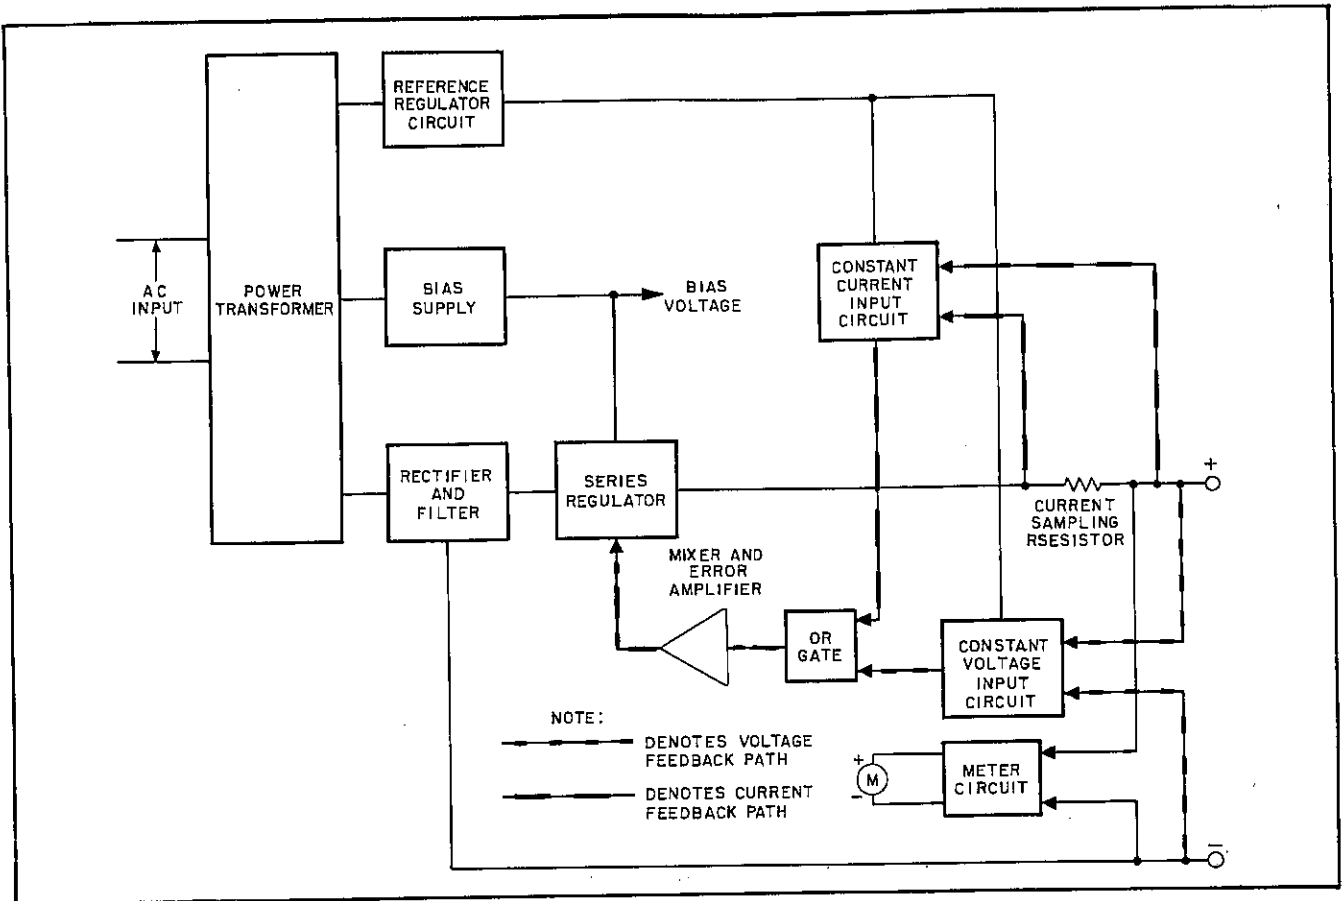 REFERENCE
REGULATOR
CIRCUIT
AC
INPUT
POWER
TRANSFORMER
BIAS
SUPPLY
BIAS
VOLTAGE
CONSTANT
CURRENT
INPUT
CIRCUIT
RECTIFIER
AND
FILTER
SERIES
REGULATOR
+
CURRENT
SAMPLING
RSESISTOR
MIXER AND
ERROR
AMPLIFIER
OR
GATE
CONSTANT
VOLTAGE
INPUT
CIRCUIT
NOTE:
DENOTES VOLTAGE
FEEDBACK PATH
DENOTES CURRENT
FEEDBACK PATH
+
M
-
METER
CIRCUIT
-